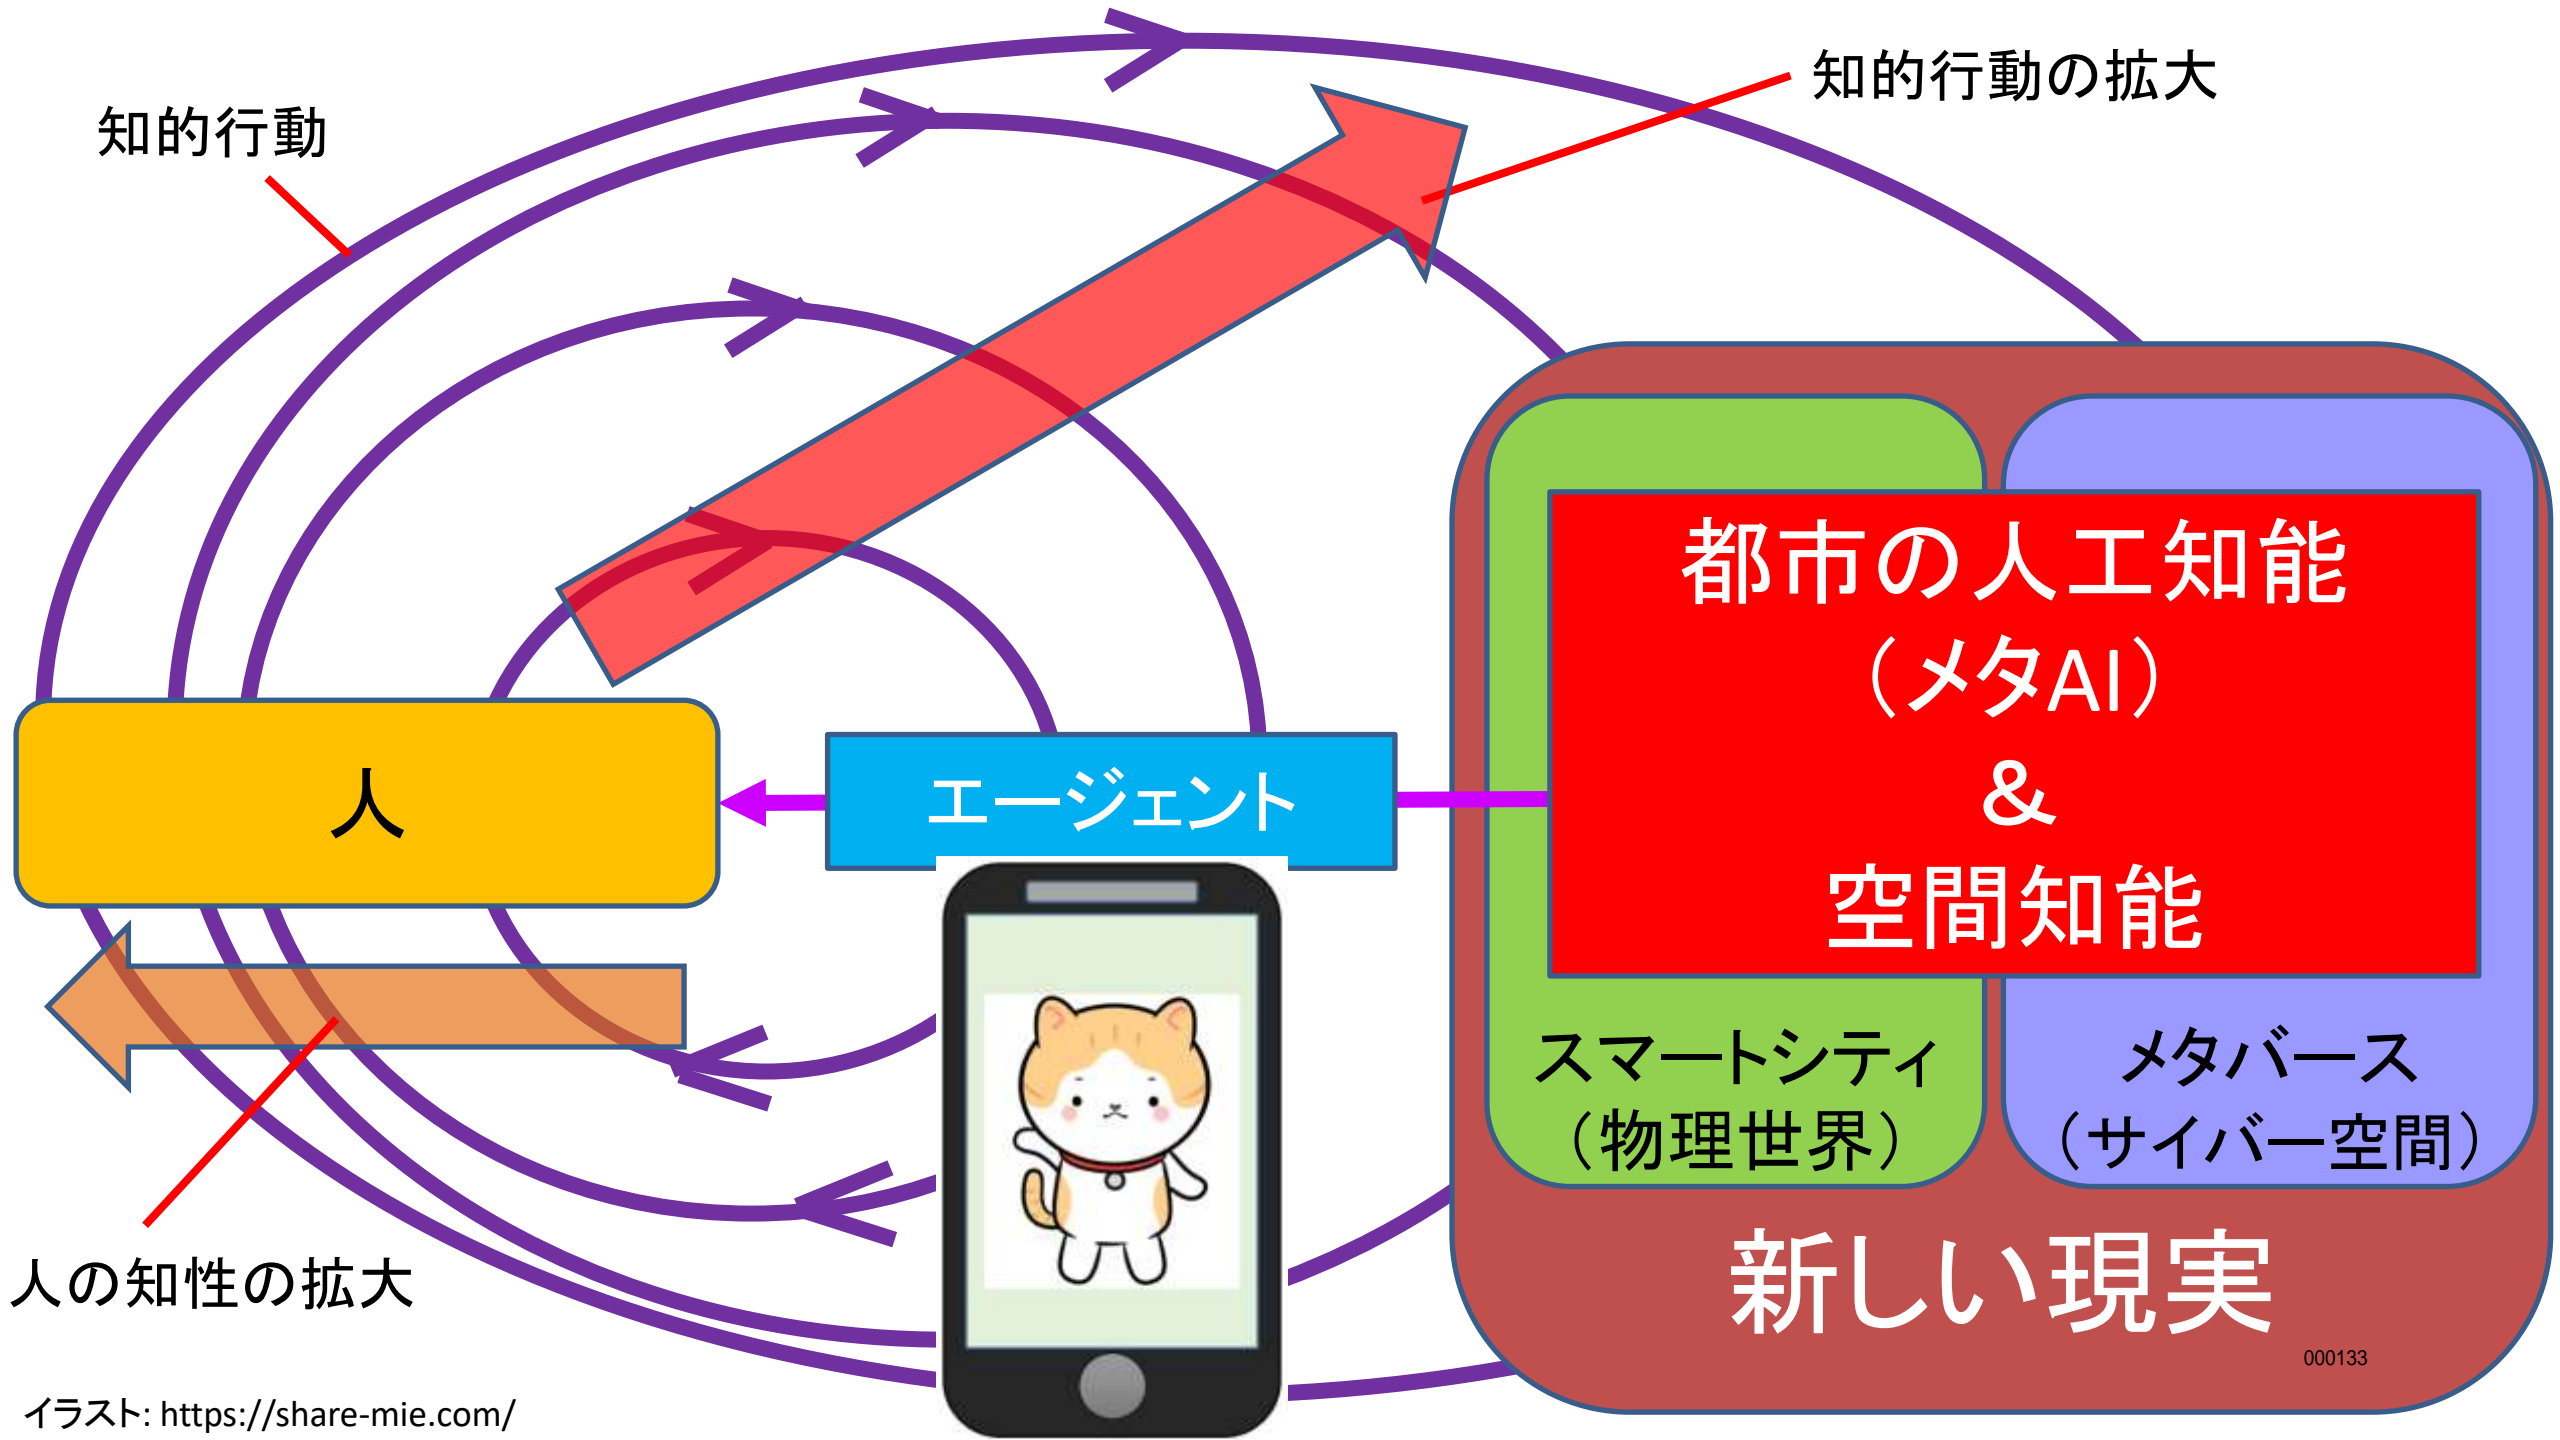 知的行動
知的行動の拡大
都市の人工知能
（メタAI）
＆
空間知能
人
エージェント
スマートシティ
（物理世界）
メタバース
（サイバー空間）
人の知性の拡大
新しい現実
000133
イラスト: https://share-mie.com/